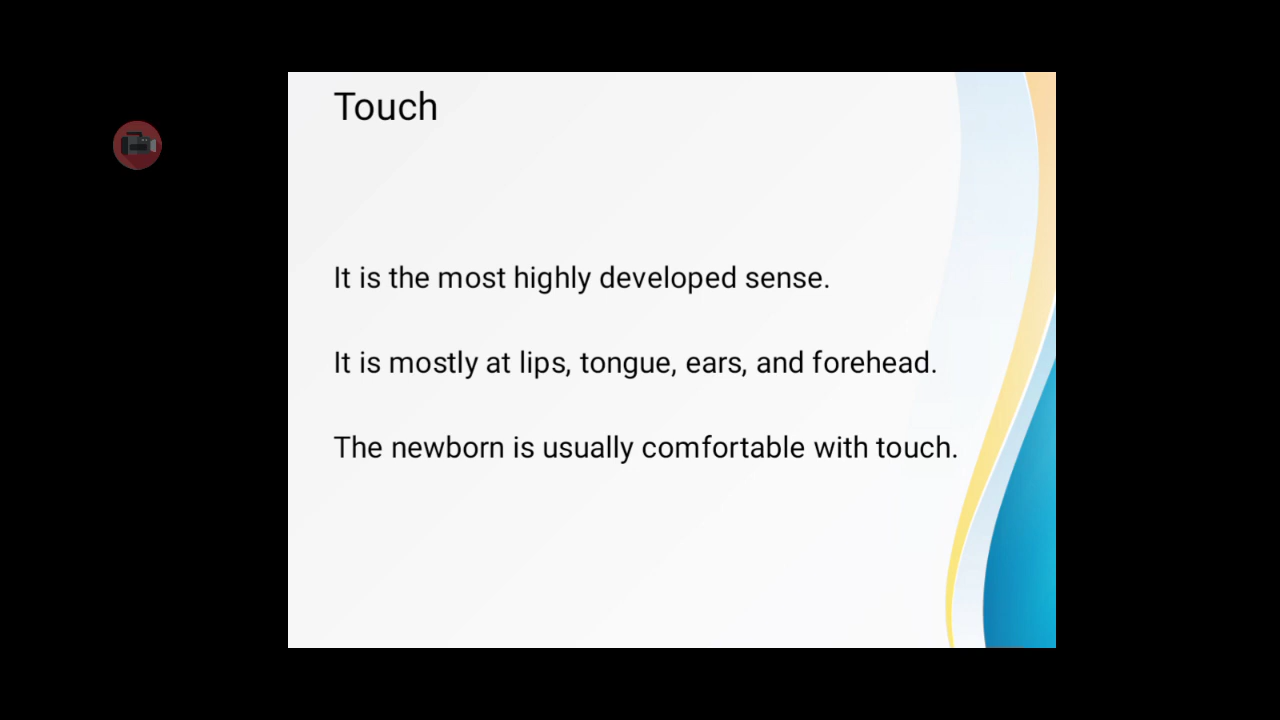 Touch
It is the most highly developed sense.
It is mostly at lips, tongue, ears, and forehead.
The newborn is usually comfortable with touch.